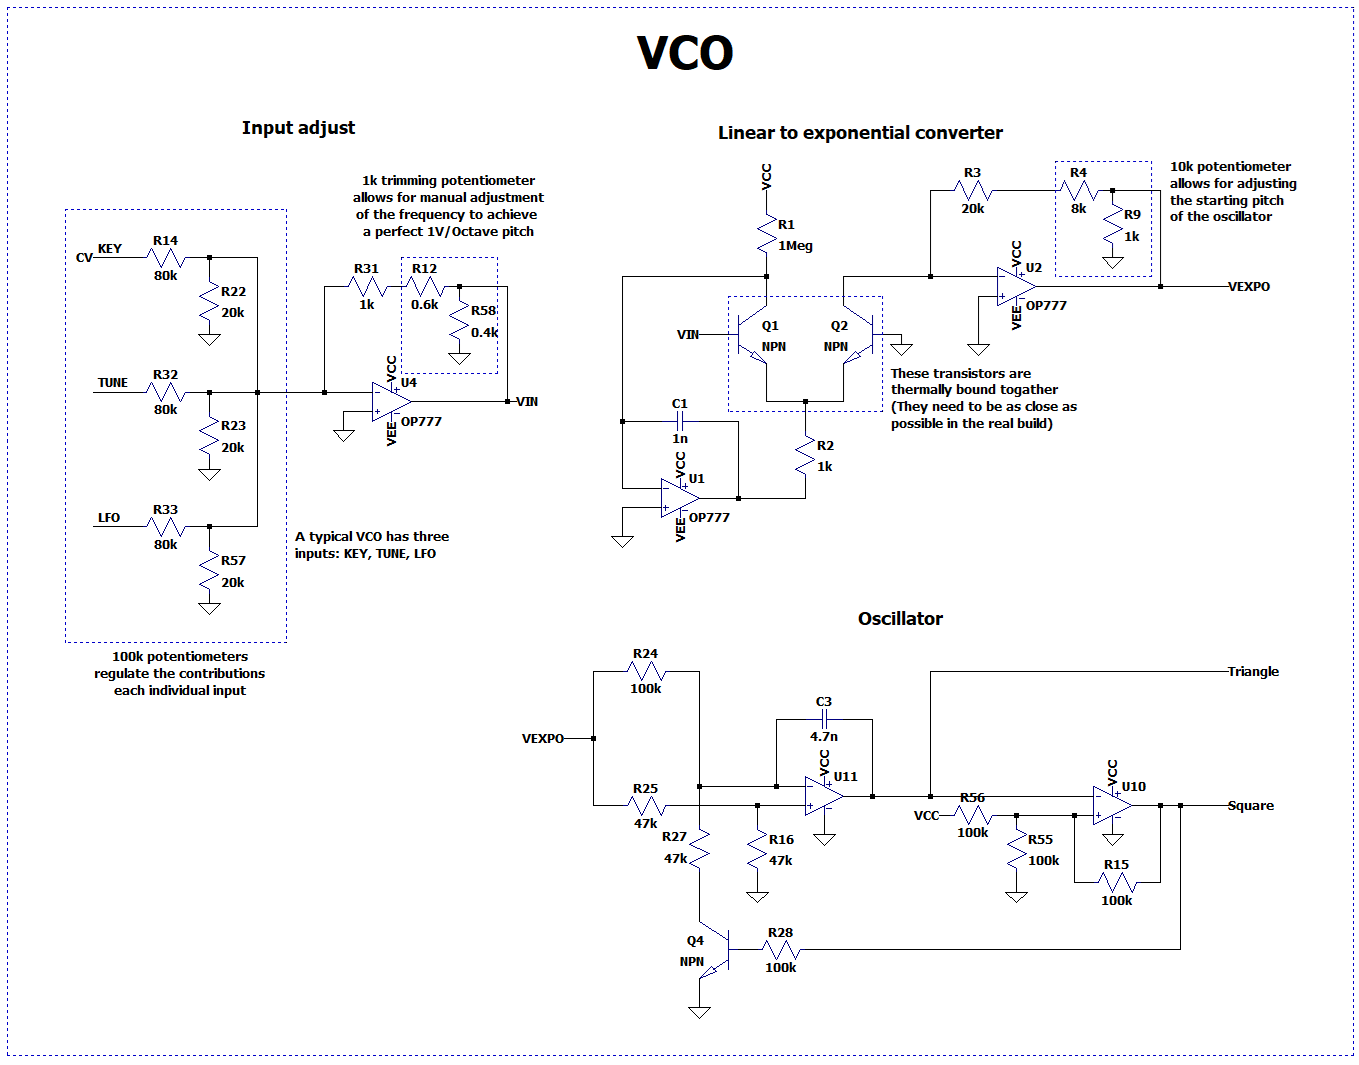 VCO
Input adjust
1k trimming potentiometer
allows for manual adjustment
of the frequency to achieve
a perfect 1V/Octave pitch
CV
KEY
R14
80k
R22
20k
TUNE
R32
80k
R23
20k
LFO
R33
80k
R57
20k
R31
1k
R12
0.6k
R58
0.4k
VCC
U4
OP777
VEE
VIN
A typical VCO has three
inputs: KEY, TUNE, LFO
100k potentiometers
regulate the contributions
each individual input
Linear to exponential converter
VCC
R1
1Meg
VIN
Q1
NPN
Q2
NPN
C1
1n
VCC
U1
OP777
VEE
R2
1k
R3
20k
R4
8k
R9
1k
10k potentiometer
allows for adjusting
the starting pitch
of the oscillator
VCC
U2
OP777
VEE
VEXPO
These transistors are
thermally bound togather
(They need to be as close as
possible in the real build)
Oscillator
VEXPO
R24
100k
R25
47k
R27
47k
R16
47k
C3
4.7n
VCC
U11
Triangle
R56
VCC
100k
R55
100k
VCC
U10
Square
R15
100k
Q4
NPN
R28
100k